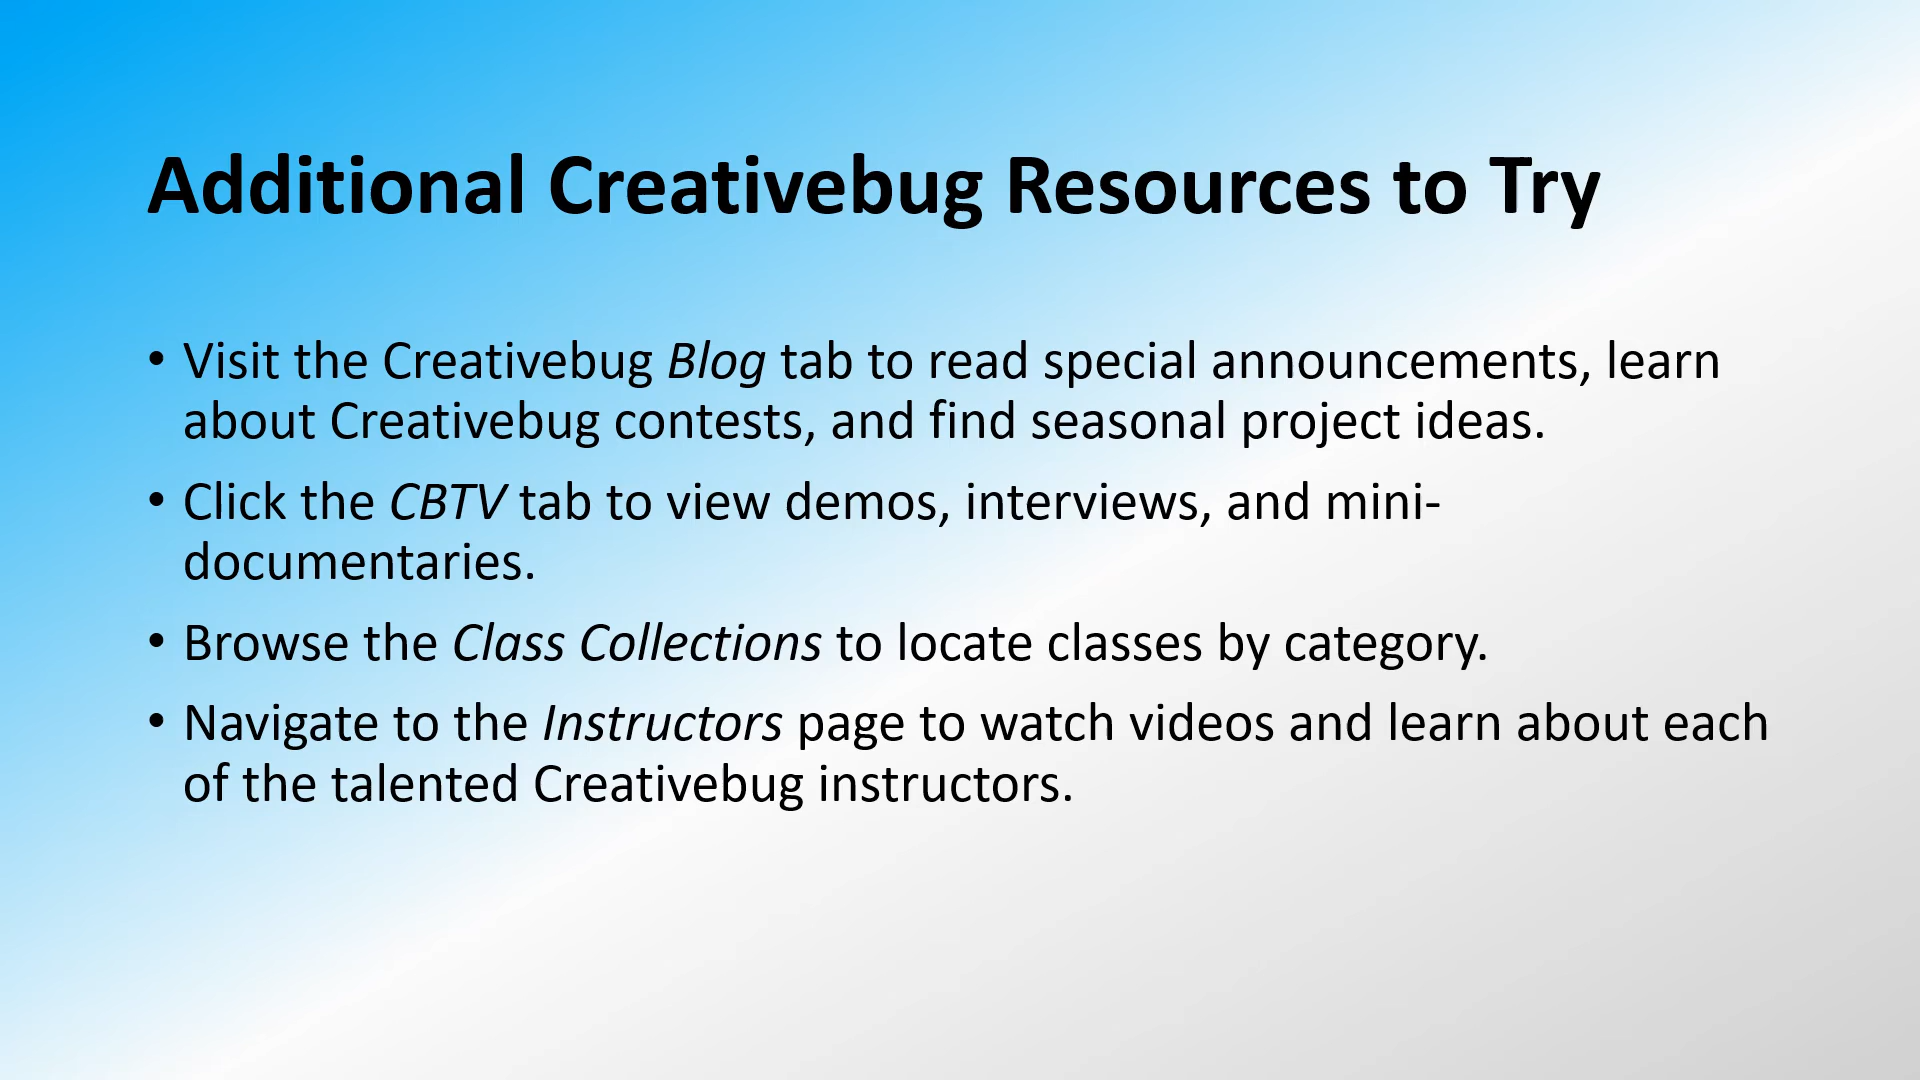 Additional Creativebug Resources to Try
• Visit the Creativebug Blog tab to read special announcements, learn
about Creativebug contests, and find seasonal project ideas.
• Click the CBTV tab to view demos, interviews, and mini-
documentaries.
• Browse the Class Collections to locate classes by category.
• Navigate to the Instructors page to watch videos and learn about each
of the talented Creativebug instructors.